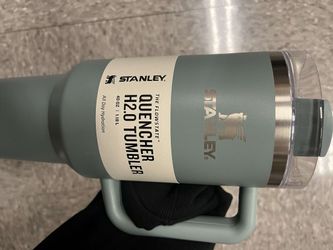 STANLEY
THE FLOWSTATE™
QUENCHER
H2.0 TUMBLER
40 OZ | 1.18 L
All Day Hydration
STANLEY